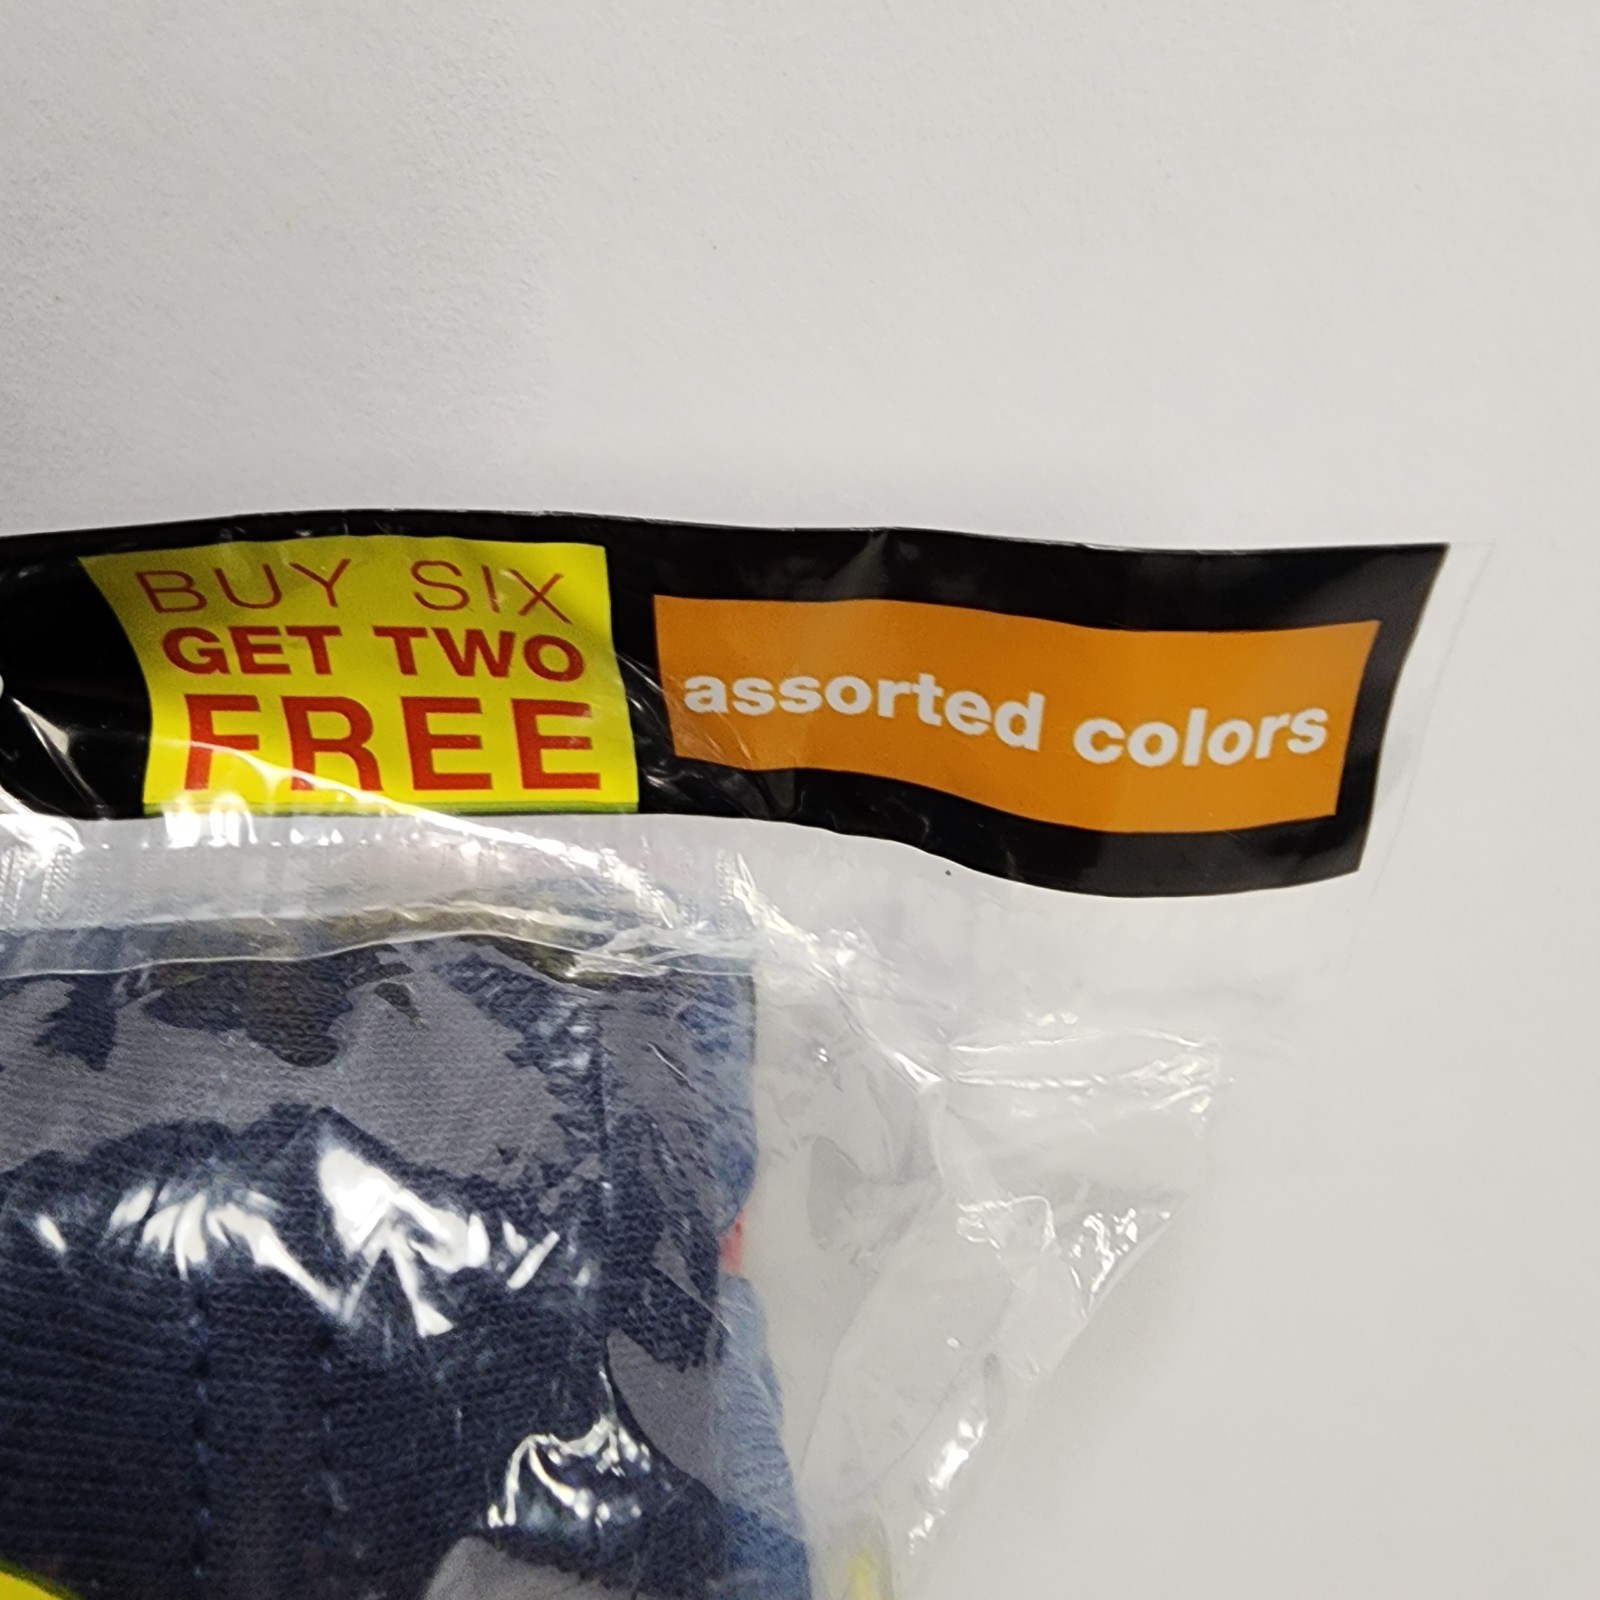 BUY SIX
GET TWO
FREE
assorted colors